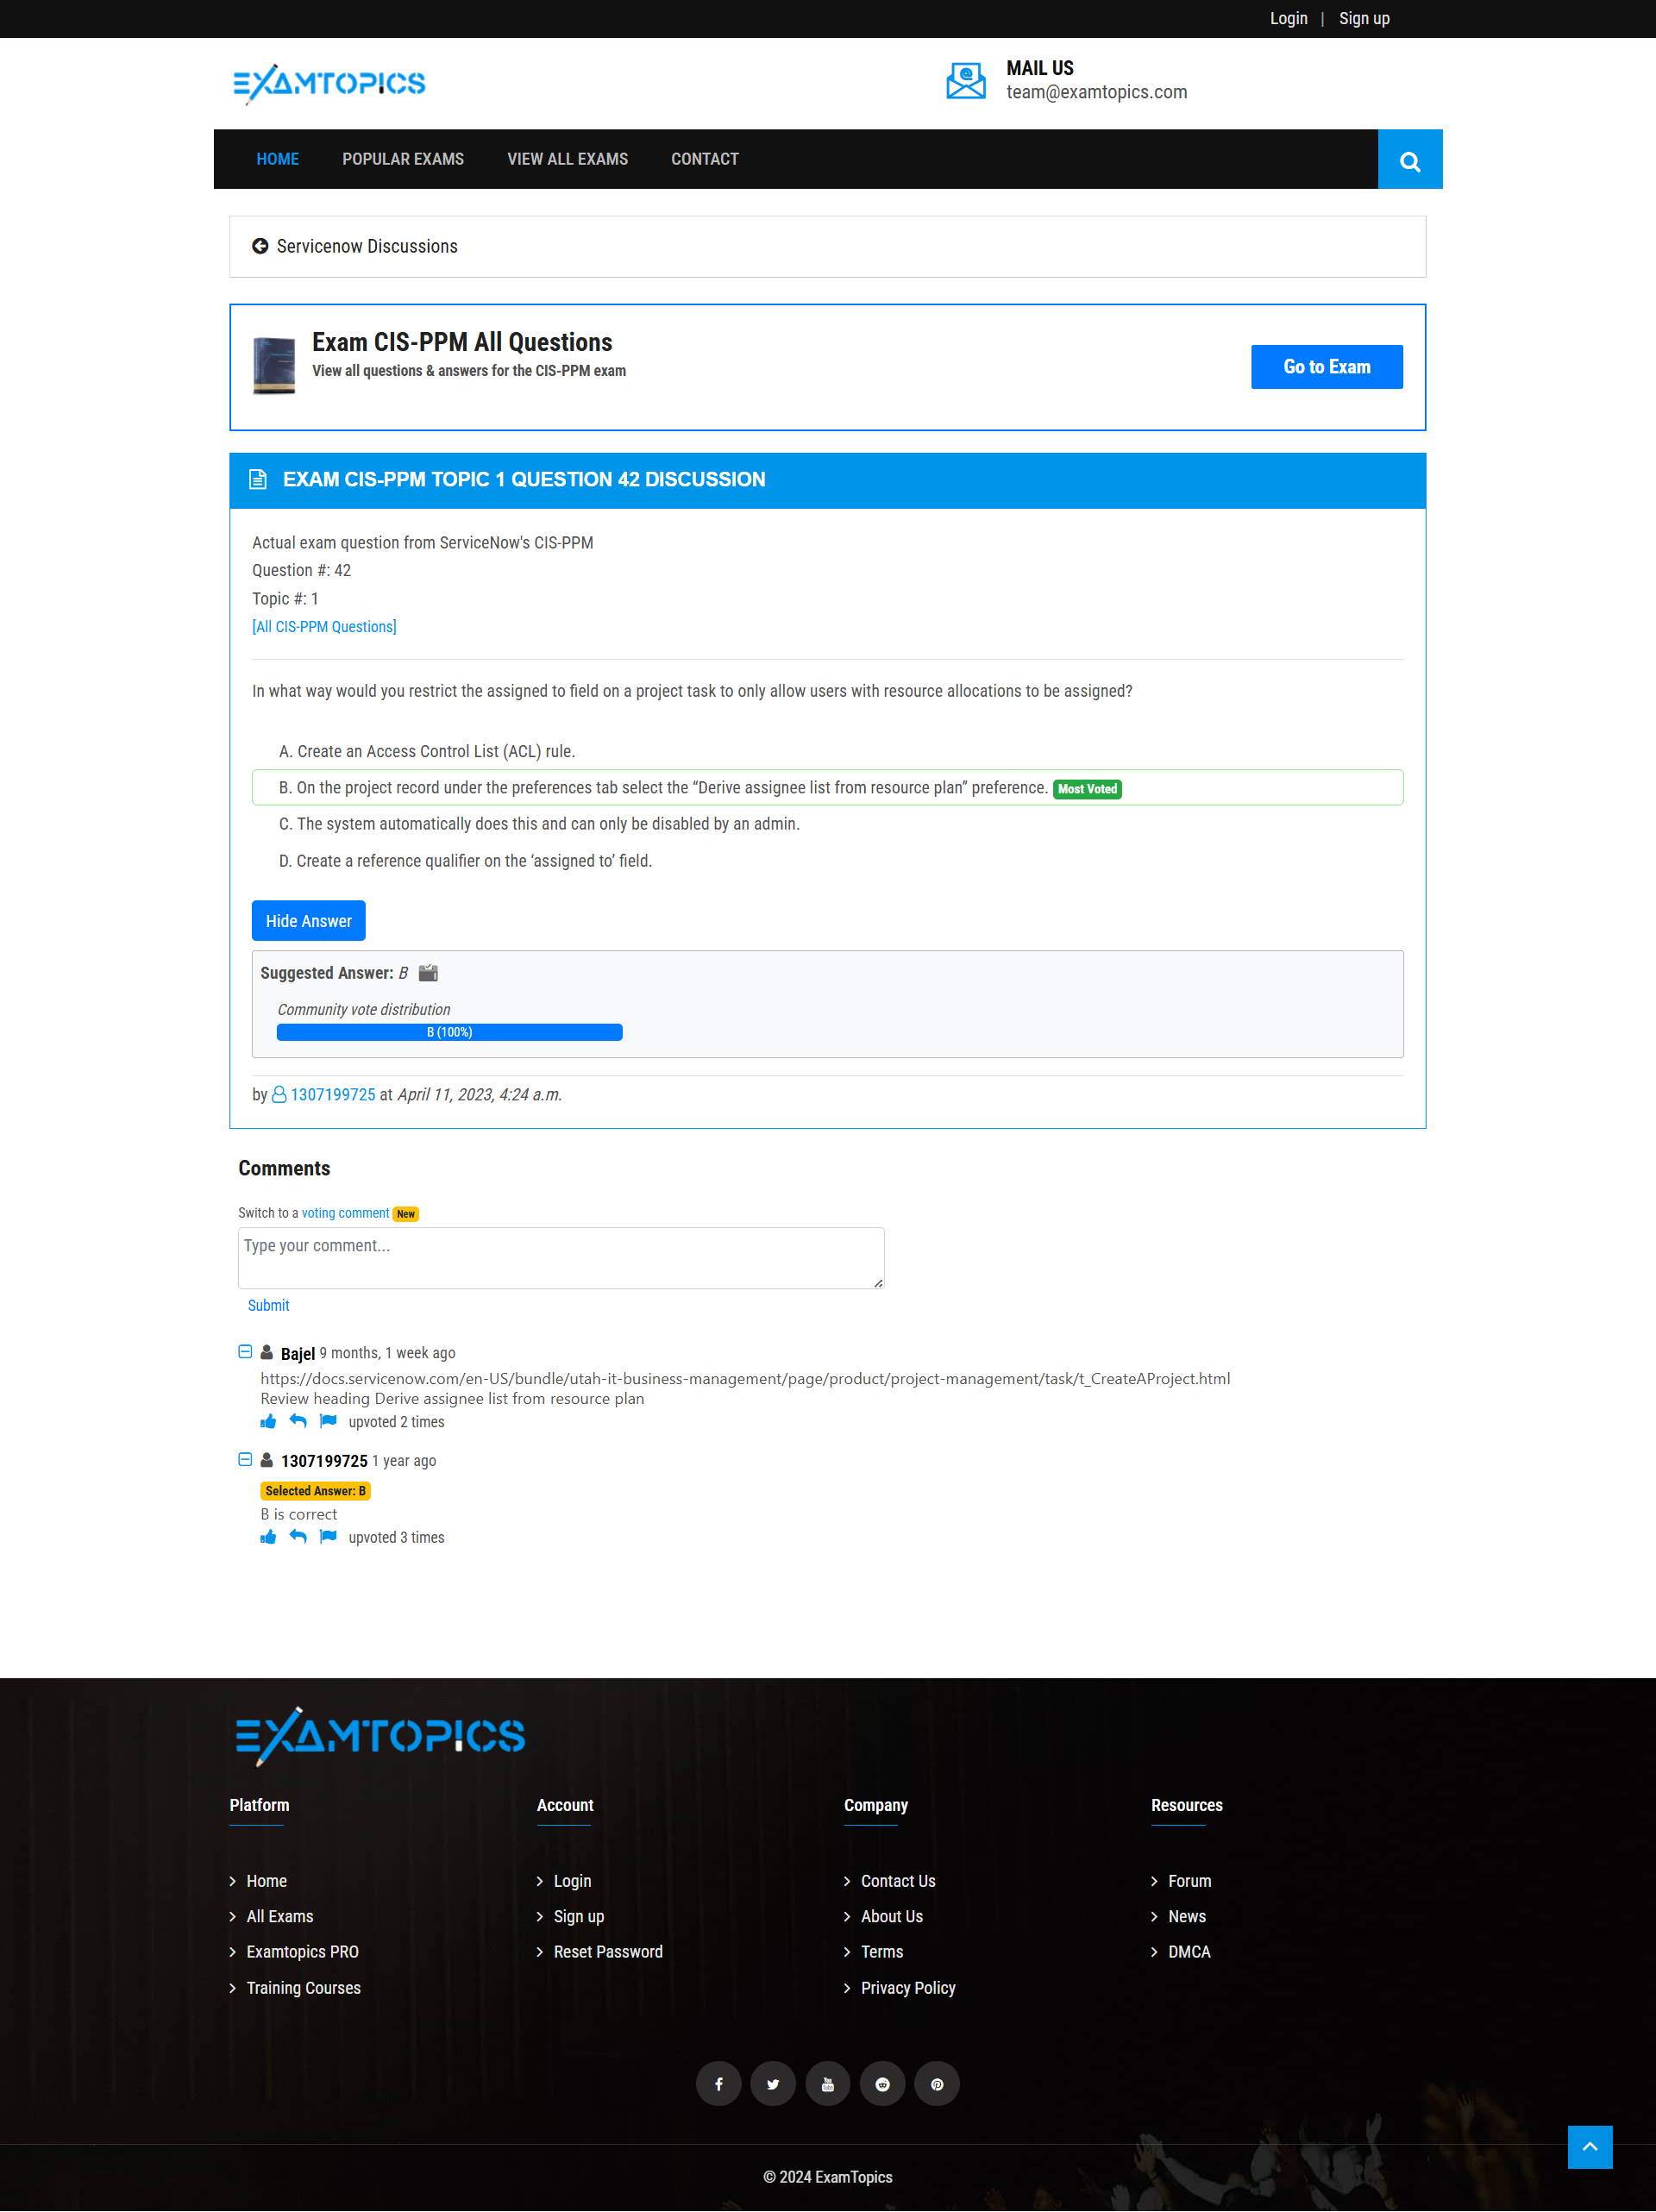 Login | Sign up
EXAMTOPICS
MAIL US
team@examtopics.com
HOME POPULAR EXAMS VIEW ALL EXAMS CONTACT
Servicenow Discussions
Exam CIS-PPM All Questions
View all questions & answers for the CIS-PPM exam
Go to Exam
EXAM CIS-PPM TOPIC 1 QUESTION 42 DISCUSSION
Actual exam question from ServiceNow's CIS-PPM
Question #: 42
Topic #: 1
[All CIS-PPM Questions]
In what way would you restrict the assigned to field on a project task to only allow users with resource allocations to be assigned?
A. Create an Access Control List (ACL) rule.
B. On the project record under the preferences tab select the “Derive assignee list from resource plan” preference. Most Voted
C. The system automatically does this and can only be disabled by an admin.
D. Create a reference qualifier on the ‘assigned to’ field.
Hide Answer
Suggested Answer: B
Community vote distribution
B (100%)
by 1307199725 at April 11, 2023, 4:24 a.m.
Comments
Switch to a voting comment New
Type your comment...
Submit
Bajel 9 months, 1 week ago
https://docs.servicenow.com/en-US/bundle/utah-it-business-management/page/product/project-management/task/t_CreateAProject.html
Review heading Derive assignee list from resource plan
upvoted 2 times
1307199725 1 year ago
Selected Answer: B
B is correct
upvoted 3 times
EXAMTOPICS
Platform
Home
All Exams
Examtopics PRO
Training Courses
Account
Login
Sign up
Reset Password
Company
Contact Us
About Us
Terms
Privacy Policy
Resources
Forum
News
DMCA
© 2024 ExamTopics